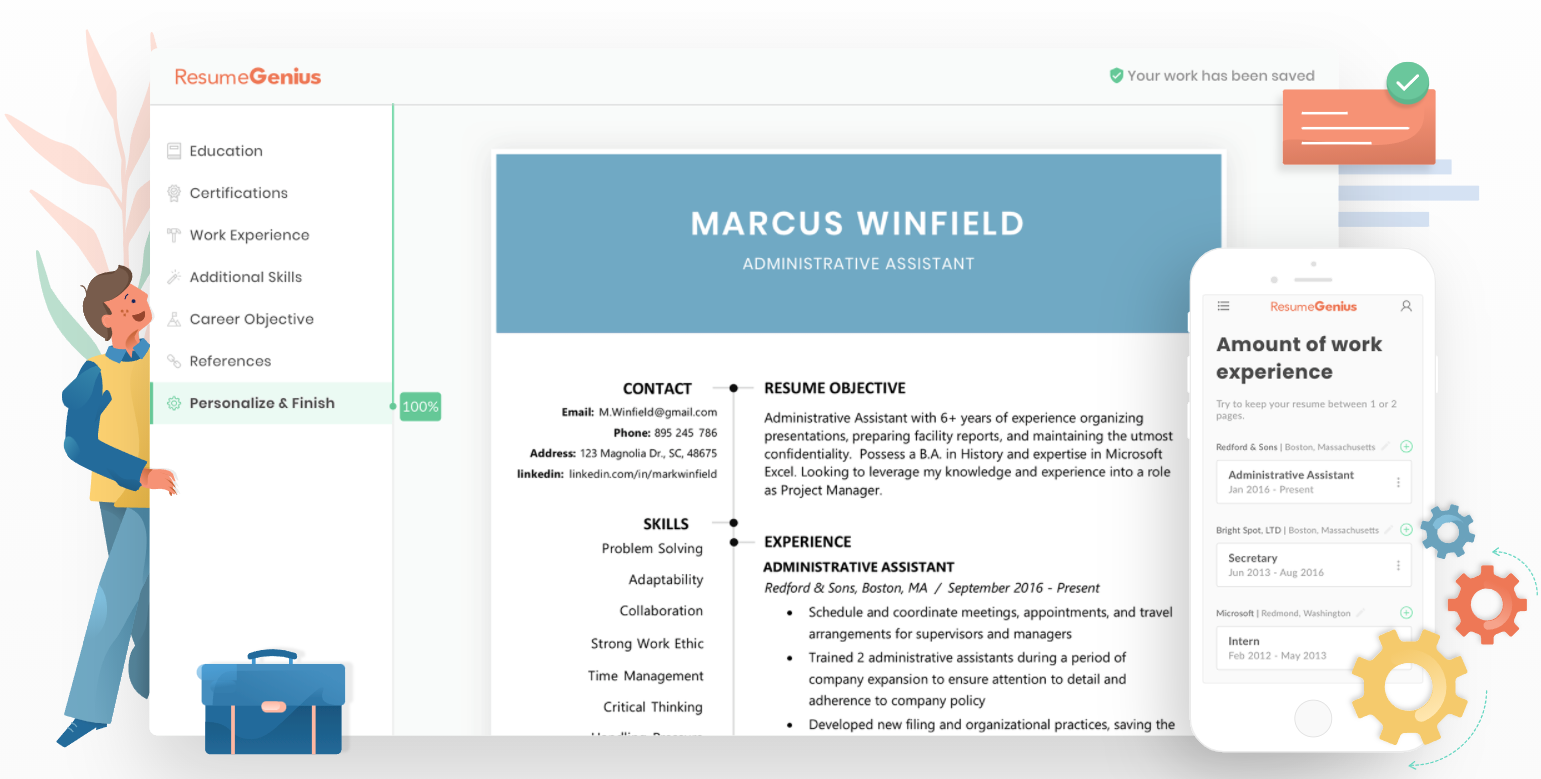 ResumeGenius
Your work has been saved
Education
Certifications
Work Experience
Additional Skills
Career Objective
References
Personalize & Finish
100%
MARCUS WINFIELD
ADMINISTRATIVE ASSISTANT
CONTACT
Email: M.Winfield@gmail.com
Phone: 895 245 786
Address: 123 Magnolia Dr., SC, 48675
linkedin: linkedin.com/in/markwinfield
SKILLS
Problem Solving
Adaptability
Collaboration
Strong Work Ethic
Time Management
Critical Thinking
RESUME OBJECTIVE
Administrative Assistant with 6+ years of experience organizing
presentations, preparing facility reports, and maintaining the utmost
confidentiality. Possess a B.A. in History and expertise in Microsoft
Excel. Looking to leverage my knowledge and experience into a role
as Project Manager.
EXPERIENCE
ADMINISTRATIVE ASSISTANT
Redford & Sons, Boston, MA / September 2016 - Present
• Schedule and coordinate meetings, appointments, and travel
arrangements for supervisors and managers
• Trained 2 administrative assistants during a period of
company expansion to ensure attention to detail and
adherence to company policy
• Developed new filing and organizational practices, saving the
ResumeGenius
Amount of work
experience
Try to keep your resume between 1 or 2
pages.
Redford & Sons | Boston, Massachusetts
Administrative Assistant
Jan 2016 - Present
Bright Spot, LTD | Boston, Massachusetts
Secretary
Jun 2013 - Aug 2016
Microsoft | Redmond, Washington
Intern
Feb 2012 - May 2013